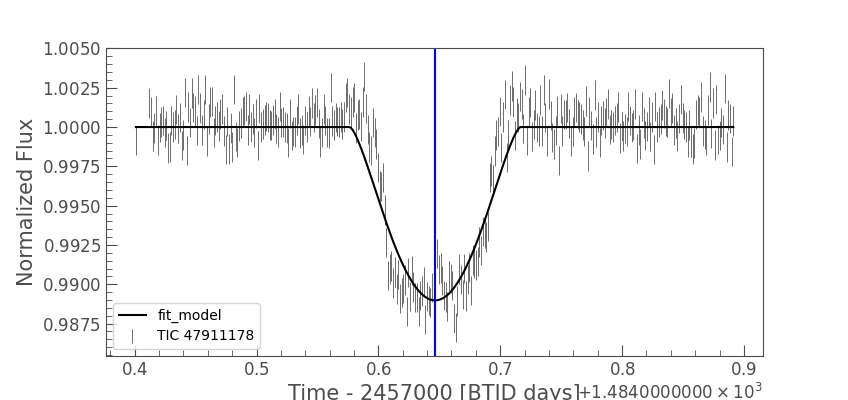 1.0050
1.0025
1.0000
0.9975
0.9950
0.9925
0.9900
0.9875
Normalized Flux
fit_model
TIC 47911178
0.4 0.5 0.6 0.7 0.8 0.9
Time - 2457000 [BTJD days]
+1.4840000000 × 10³